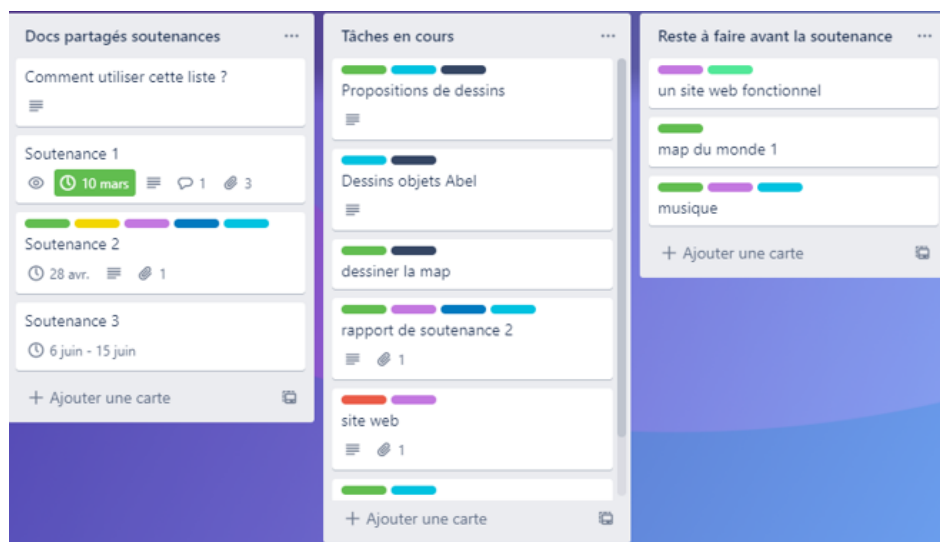 Docs partagés soutenances
Comment utiliser cette liste ?
Soutenance 1
10 mars
1
3
Soutenance 2
28 avr.
1
Soutenance 3
6 juin - 15 juin
+ Ajouter une carte
Tâches en cours
Propositions de dessins
Dessins objets Abel
dessiner la map
rapport de soutenance 2
1
site web
1
+ Ajouter une carte
Reste à faire avant la soutenance
un site web fonctionnel
map du monde 1
musique
+ Ajouter une carte